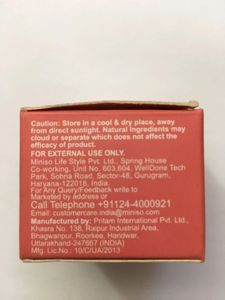 Caution: Store in a cool & dry place, away
from direct sunlight. Natural ingredients may
cloud or separate which does not affect the
efficacy of product.
FOR EXTERNAL USE ONLY.
Miniso Life Style Pvt. Ltd., Spring House
Co-working, Unit No. 603,604, WellDone Tech
Park, Sohna Road, Sector-48, Gurugram,
Haryana-122018, India.
For Any Query/Feedback write to
Marketed by address or
Call Telephone +91124-4000921
Email: customercare.india@miniso.com
Manufactured by: Pritam International Pvt. Ltd.,
Khasra No. 138, Raipur Industrial Area,
Bhagwanpur, Roorkee, Haridwar,
Uttarakhand-247667 (INDIA)
Mfg. Lic.No.: 10/C/UA/2013